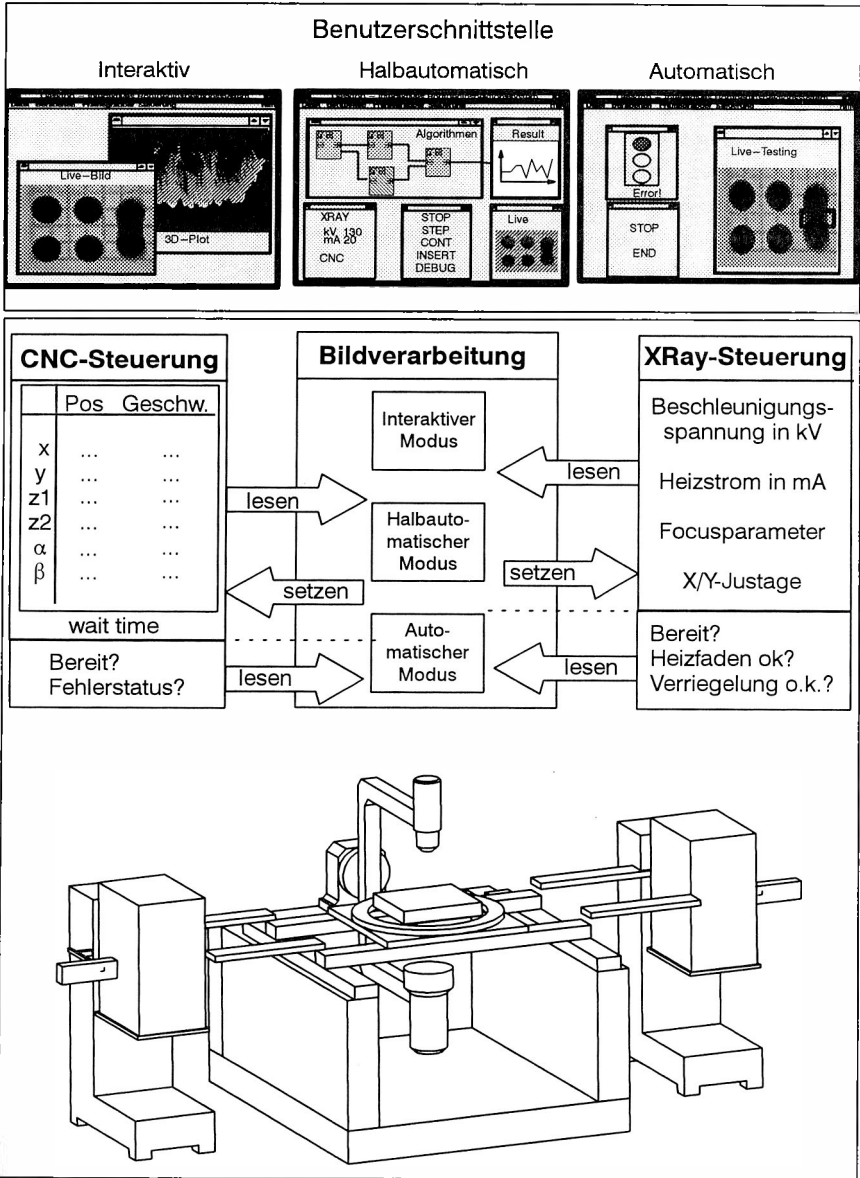 Benutzerschnittstelle
Interaktiv
Halbautomatisch
Automatisch
Live-Bild
3D-Plot
Algorithmen
Result
XRAY
kV 130
mA 20
CNC
STOP
STEP
CONT
INSERT
DEBUG
Live
Error!
STOP
END
Live-Testing
CNC-Steuerung
Pos Geschw.
x ... ...
y ... ...
z1 ... ...
z2 ... ...
α ... ...
β ... ...
wait time
Bereit?
Fehlerstatus?
lesen
setzen
lesen
Bildverarbeitung
Interaktiver
Modus
Halbauto-
matischer
Modus
Auto-
matischer
Modus
lesen
setzen
lesen
XRay-Steuerung
Beschleunigungs-
spannung in kV
Heizstrom in mA
Focusparameter
X/Y-Justage
Bereit?
Heizfaden ok?
Verriegelung o.k.?